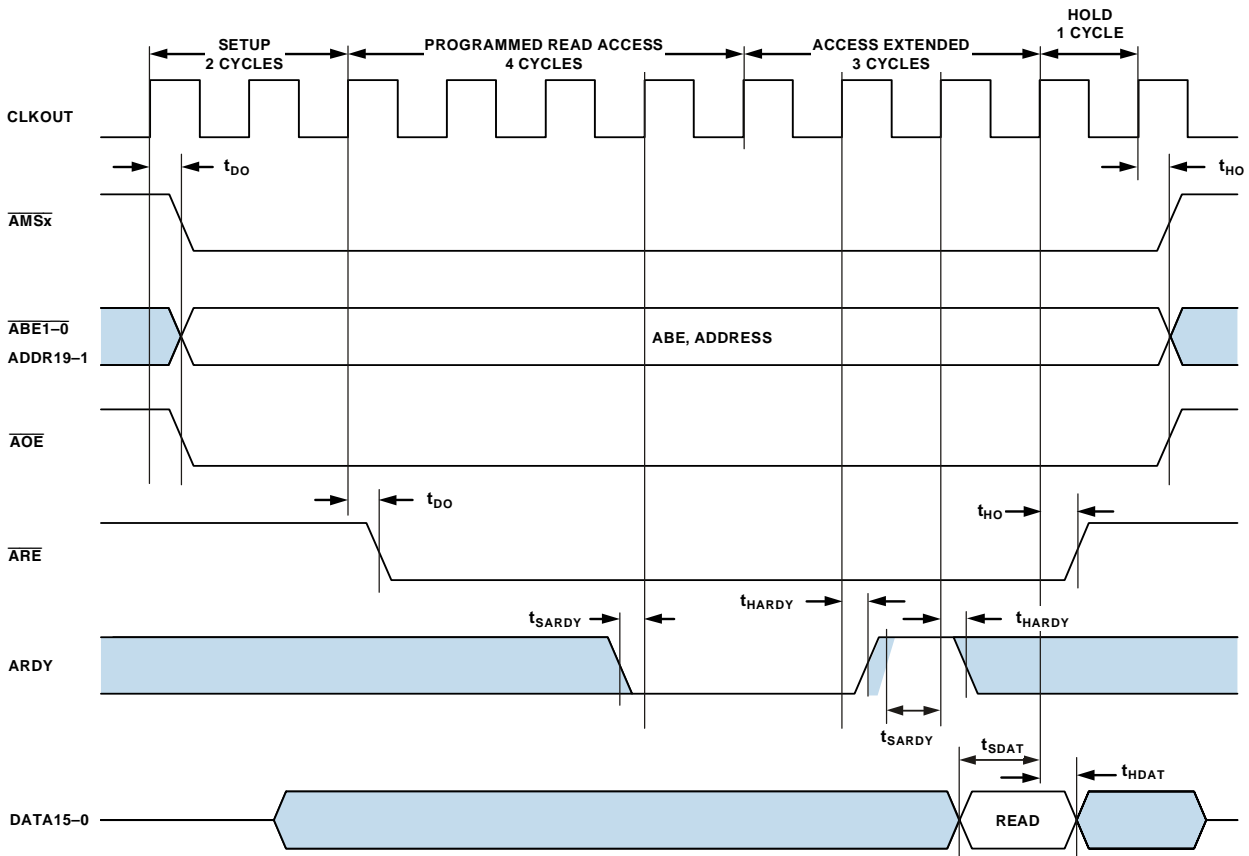 SETUP
2 CYCLES
PROGRAMMED READ ACCESS
4 CYCLES
ACCESS EXTENDED
3 CYCLES
HOLD
1 CYCLE
CLKOUT
tDO
tHO
AMSx
ABE1–0
ADDR19–1
ABE, ADDRESS
AOE
tDO
tHO
ARE
tSARDY
tHARDY
tHARDY
ARDY
tSARDY
tSDAT
tHDAT
DATA15–0
READ